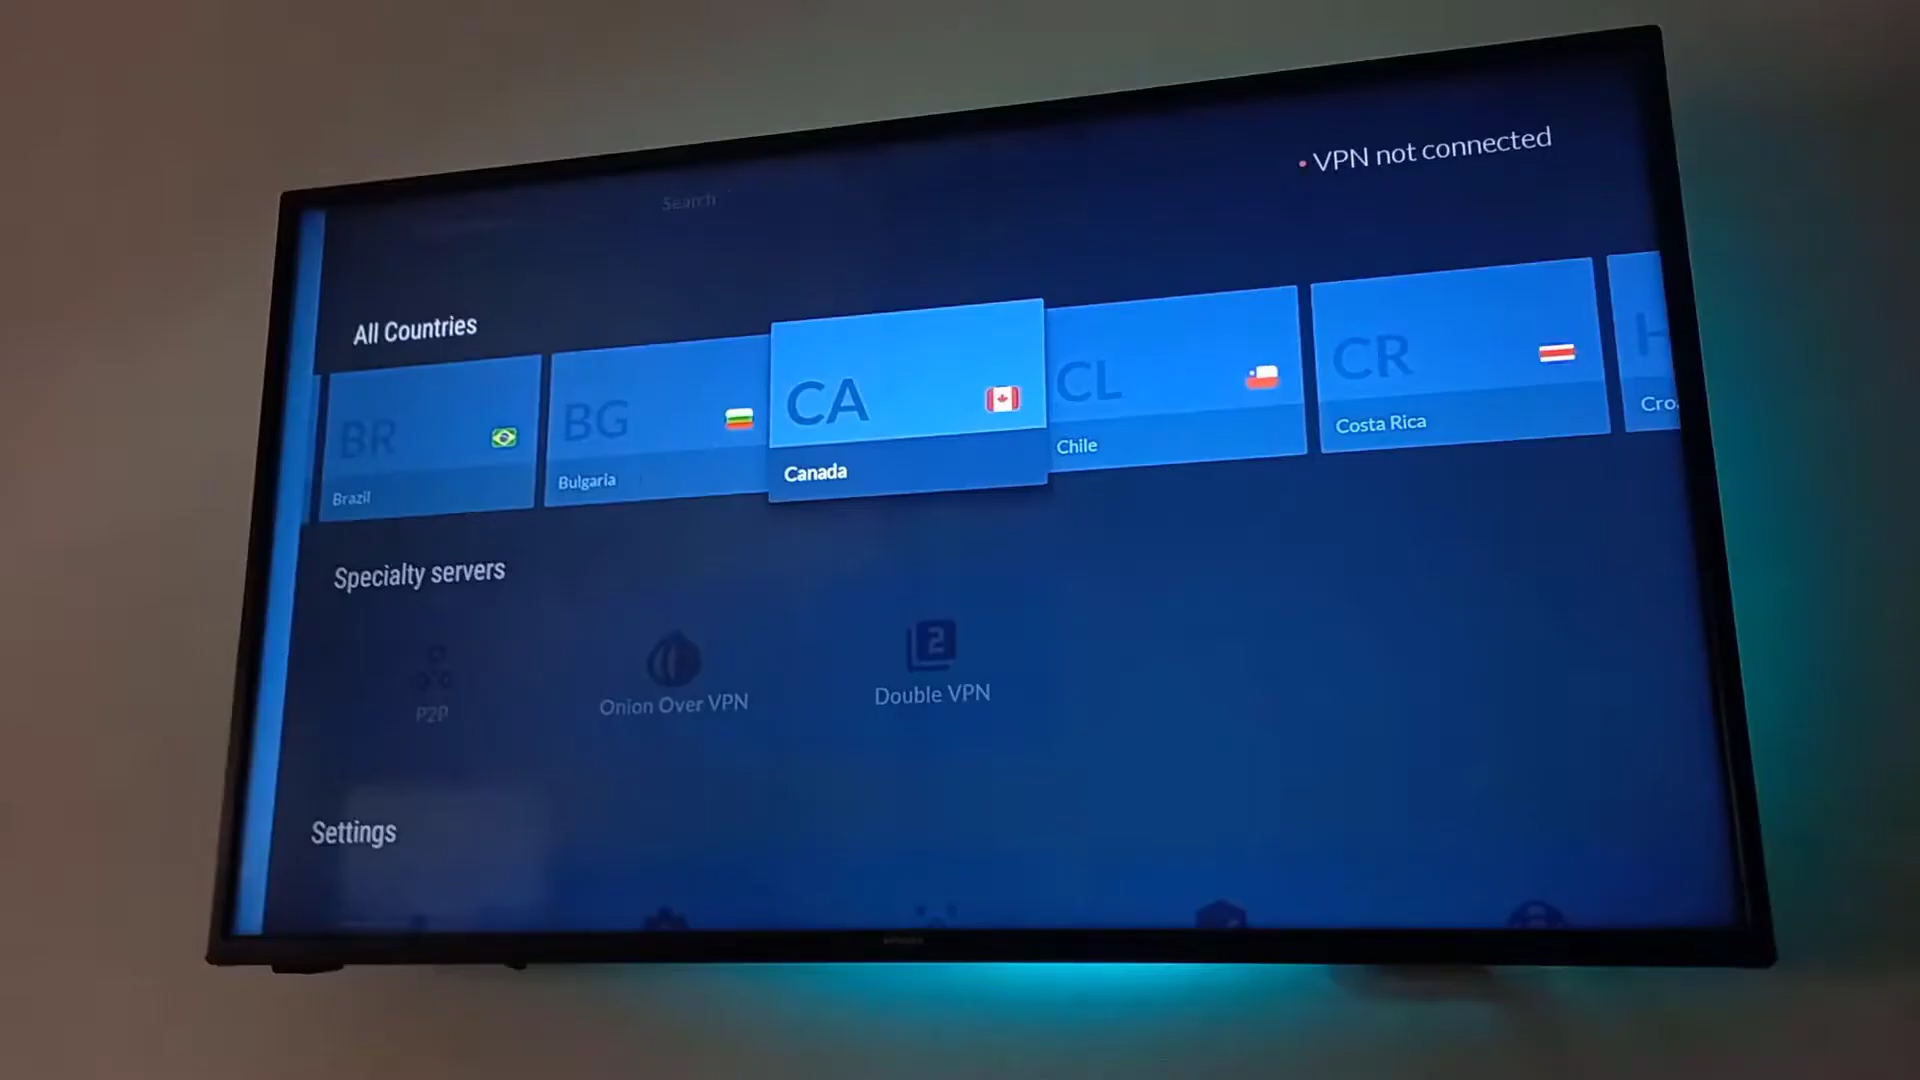 Search
• VPN not connected
All Countries
BR
Brazil
BG
Bulgaria
CA
Canada
CL
Chile
CR
Costa Rica
H
Cro
Specialty servers
P2P
Onion Over VPN
2
Double VPN
Settings